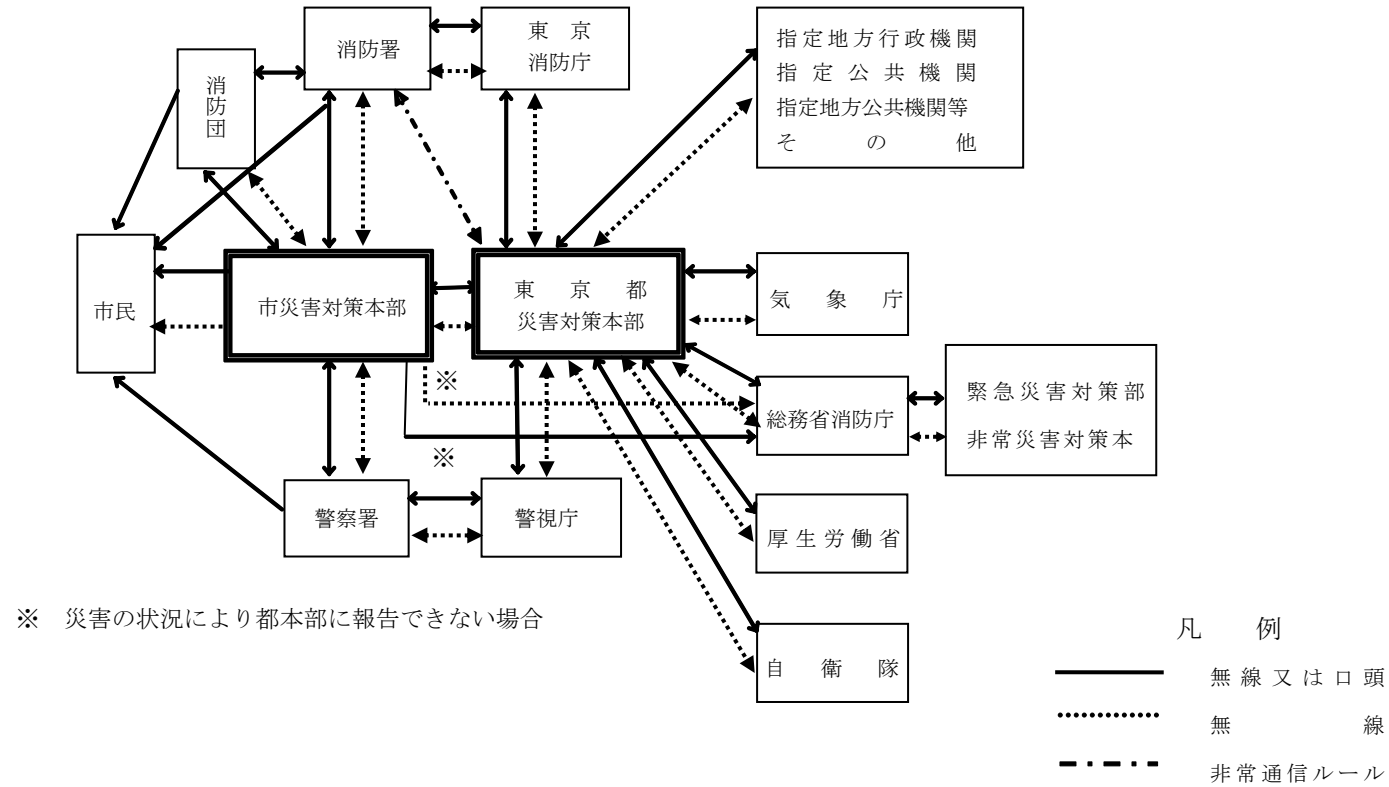 消防署
東京
消防庁
指定地方行政機関
指定公共機関
指定地方公共機関等
その他
消防団
市民
市災害対策本部
東京都
災害対策本部
気象庁
※
総務省消防庁
緊急災害対策部
非常災害対策本
※
警察署
警視庁
厚生労働省
自衛隊
※　災害の状況により都本部に報告できない場合
凡例
無線又は口頭
無線
非常通信ルール